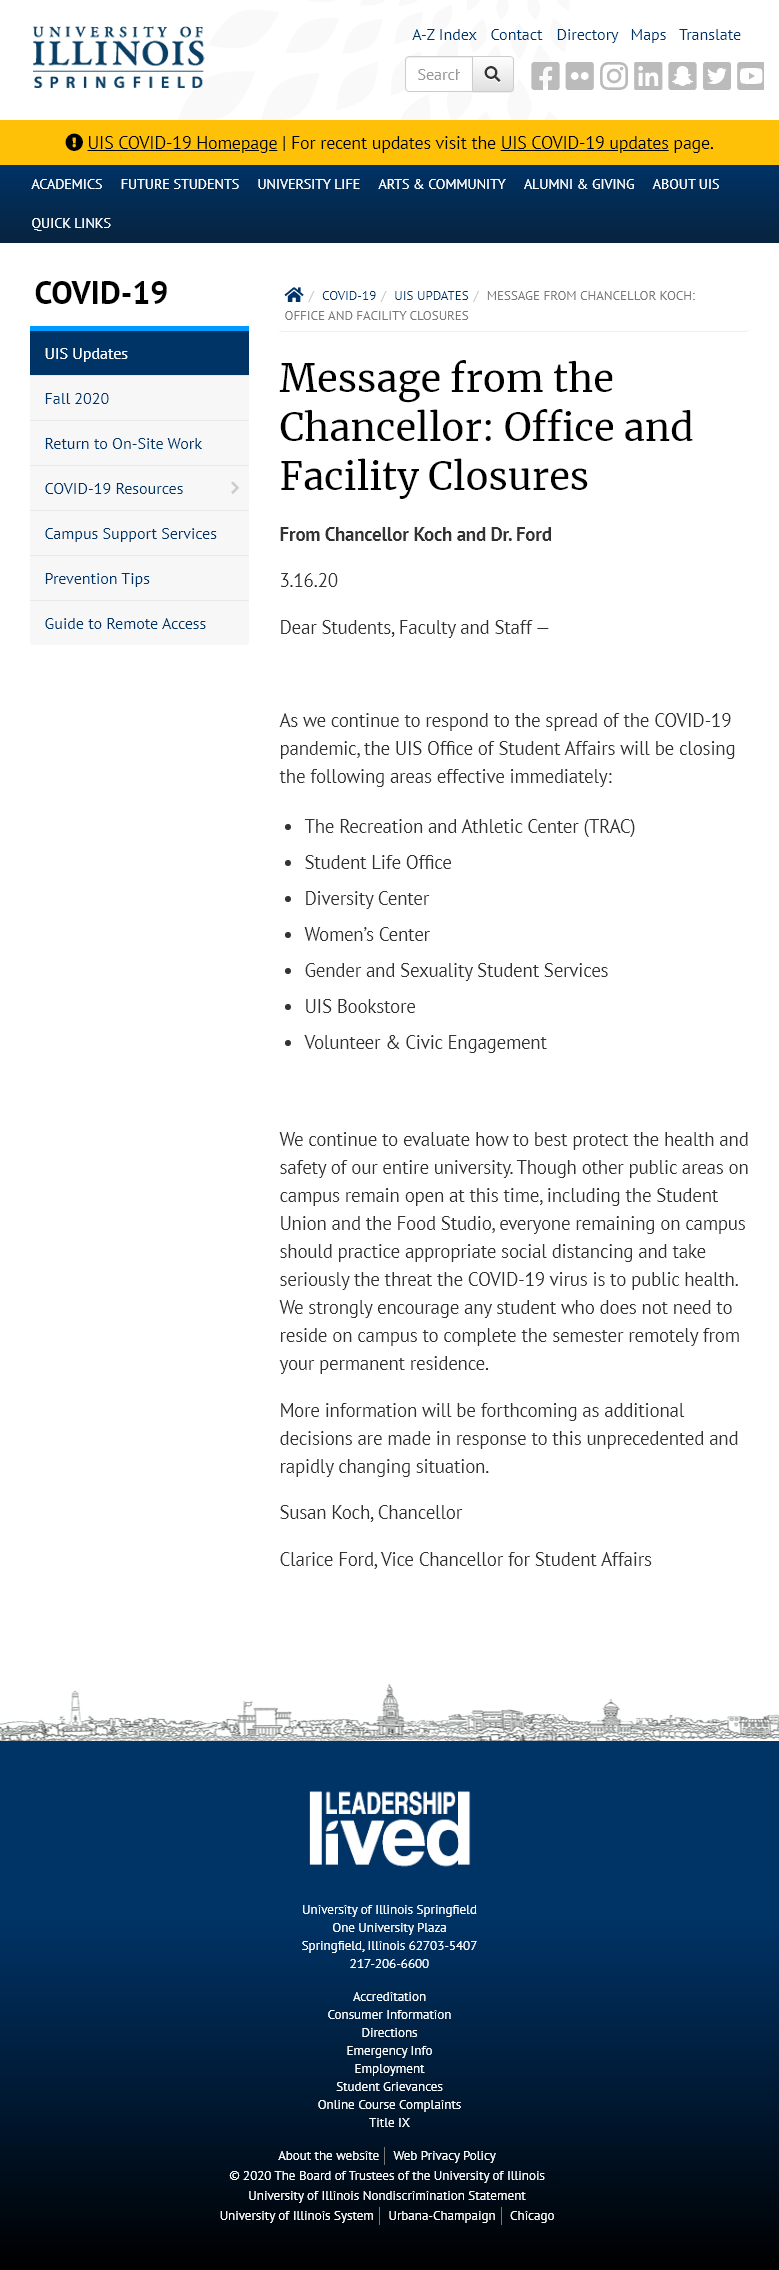 UNIVERSITY OF
ILLINOIS
SPRINGFIELD
A-Z Index Contact Directory Maps Translate
Search
UIS COVID-19 Homepage | For recent updates visit the UIS COVID-19 updates page.
ACADEMICS FUTURE STUDENTS UNIVERSITY LIFE ARTS & COMMUNITY ALUMNI & GIVING ABOUT UIS
QUICK LINKS
COVID-19
UIS Updates
Fall 2020
Return to On-Site Work
COVID-19 Resources
Campus Support Services
Prevention Tips
Guide to Remote Access
/ COVID-19 / UIS UPDATES / MESSAGE FROM CHANCELLOR KOCH:
OFFICE AND FACILITY CLOSURES
Message from the
Chancellor: Office and
Facility Closures
From Chancellor Koch and Dr. Ford
3.16.20
Dear Students, Faculty and Staff —
As we continue to respond to the spread of the COVID-19
pandemic, the UIS Office of Student Affairs will be closing
the following areas effective immediately:
• The Recreation and Athletic Center (TRAC)
• Student Life Office
• Diversity Center
• Women’s Center
• Gender and Sexuality Student Services
• UIS Bookstore
• Volunteer & Civic Engagement
We continue to evaluate how to best protect the health and
safety of our entire university. Though other public areas on
campus remain open at this time, including the Student
Union and the Food Studio, everyone remaining on campus
should practice appropriate social distancing and take
seriously the threat the COVID-19 virus is to public health.
We strongly encourage any student who does not need to
reside on campus to complete the semester remotely from
your permanent residence.
More information will be forthcoming as additional
decisions are made in response to this unprecedented and
rapidly changing situation.
Susan Koch, Chancellor
Clarice Ford, Vice Chancellor for Student Affairs
LEADERSHIP
lived
University of Illinois Springfield
One University Plaza
Springfield, Illinois 62703-5407
217-206-6600
Accreditation
Consumer Information
Directions
Emergency Info
Employment
Student Grievances
Online Course Complaints
Title IX
About the website | Web Privacy Policy
© 2020 The Board of Trustees of the University of Illinois
University of Illinois Nondiscrimination Statement
University of Illinois System | Urbana-Champaign | Chicago